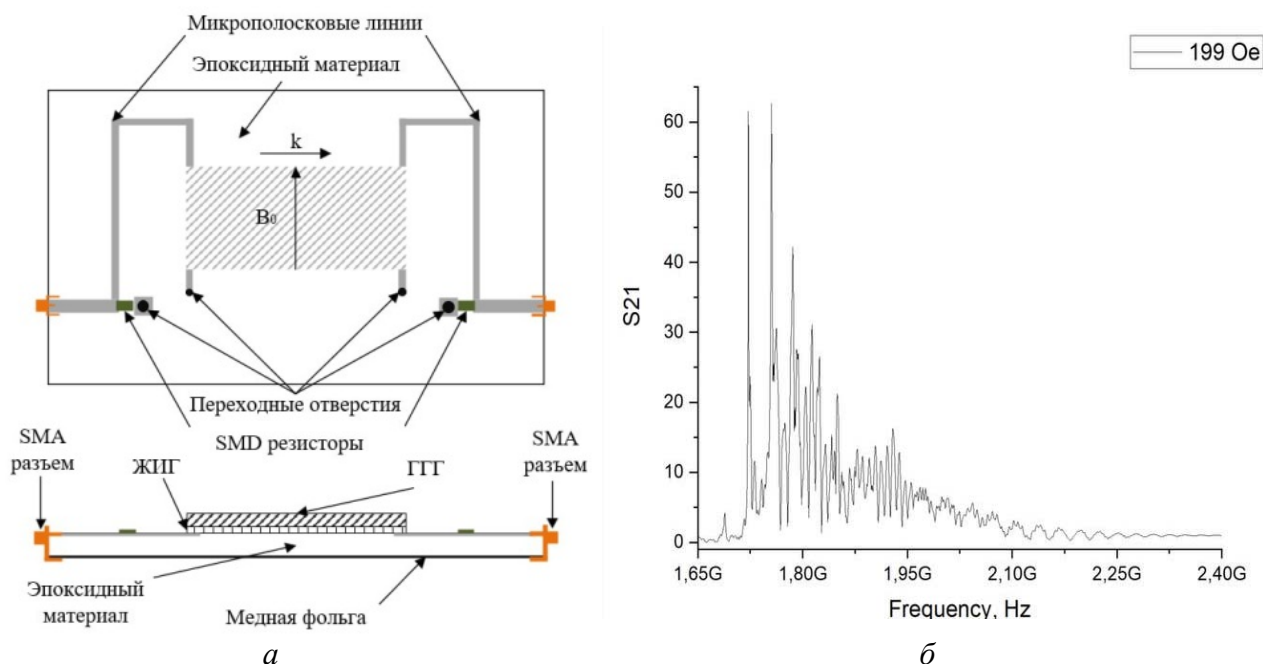 Микрополосковые линии
Эпоксидный материал
k
B₀
Переходные отверстия
SMD резисторы
SMA
разъем
ЖИГ
ГГГ
SMA
разъем
Эпоксидный
материал
Медная фольга
а
199 Oe
S21
60
50
40
30
20
10
0
1,65G 1,80G 1,95G 2,10G 2,25G 2,40G
Frequency, Hz
б